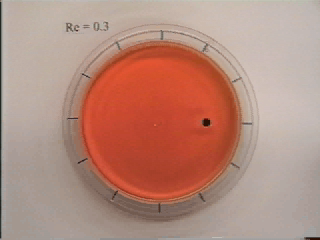 Re = 0.3